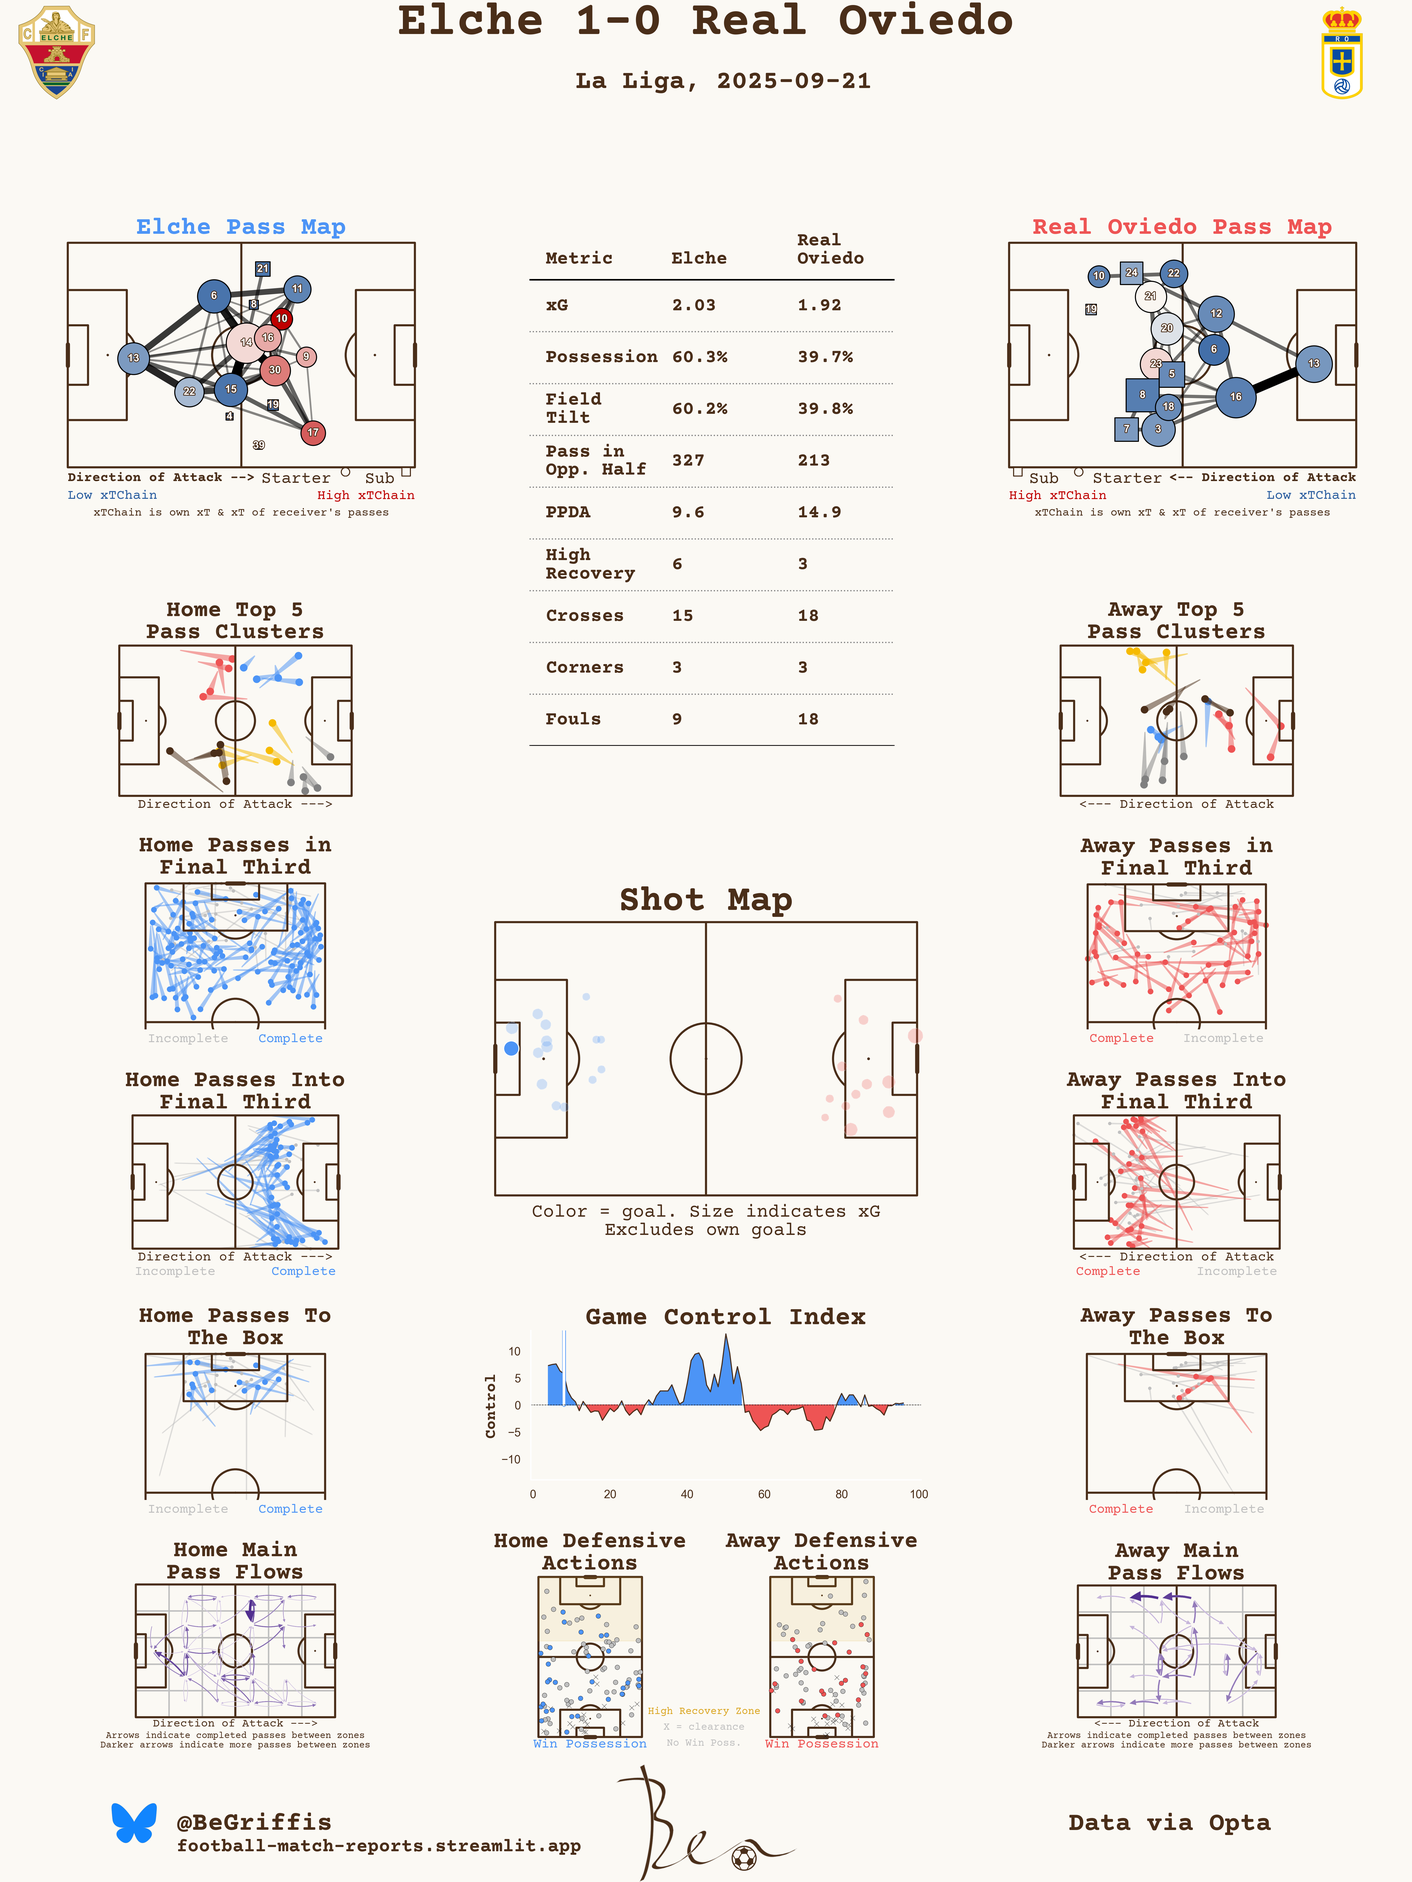 Elche 1-0 Real Oviedo
La Liga, 2025-09-21
C F
ELCHE
R O
Elche Pass Map
21
6
11
8
10
14
16
9
13
30
22
15
19
4
17
39
Direction of Attack --> Starter Sub
Low xTChain High xTChain
xTChain is own xT & xT of receiver's passes
Metric Elche Real
Oviedo
xG 2.03 1.92
Possession 60.3% 39.7%
Field
Tilt 60.2% 39.8%
Pass in
Opp. Half 327 213
PPDA 9.6 14.9
High
Recovery 6 3
Crosses 15 18
Corners 3 3
Fouls 9 18
Real Oviedo Pass Map
10
24
22
21
19
12
20
6
23
13
5
8
16
18
7
3
Sub Starter <-- Direction of Attack
High xTChain Low xTChain
xTChain is own xT & xT of receiver's passes
Home Top 5
Pass Clusters
Direction of Attack --->
Away Top 5
Pass Clusters
<--- Direction of Attack
Home Passes in
Final Third
Incomplete Complete
Away Passes in
Final Third
Complete Incomplete
Shot Map
Color = goal. Size indicates xG
Excludes own goals
Home Passes Into
Final Third
Direction of Attack --->
Incomplete Complete
Away Passes Into
Final Third
<--- Direction of Attack
Complete Incomplete
Home Passes To
The Box
Incomplete Complete
Game Control Index
Control
10
5
0
−5
−10
0 20 40 60 80 100
Away Passes To
The Box
Complete Incomplete
Home Main
Pass Flows
Direction of Attack --->
Arrows indicate completed passes between zones
Darker arrows indicate more passes between zones
Home Defensive
Actions
Win Possession
High Recovery Zone
X = clearance
No Win Poss.
Away Defensive
Actions
Win Possession
Away Main
Pass Flows
<--- Direction of Attack
Arrows indicate completed passes between zones
Darker arrows indicate more passes between zones
@BeGriffis
football-match-reports.streamlit.app
Ben
Data via Opta